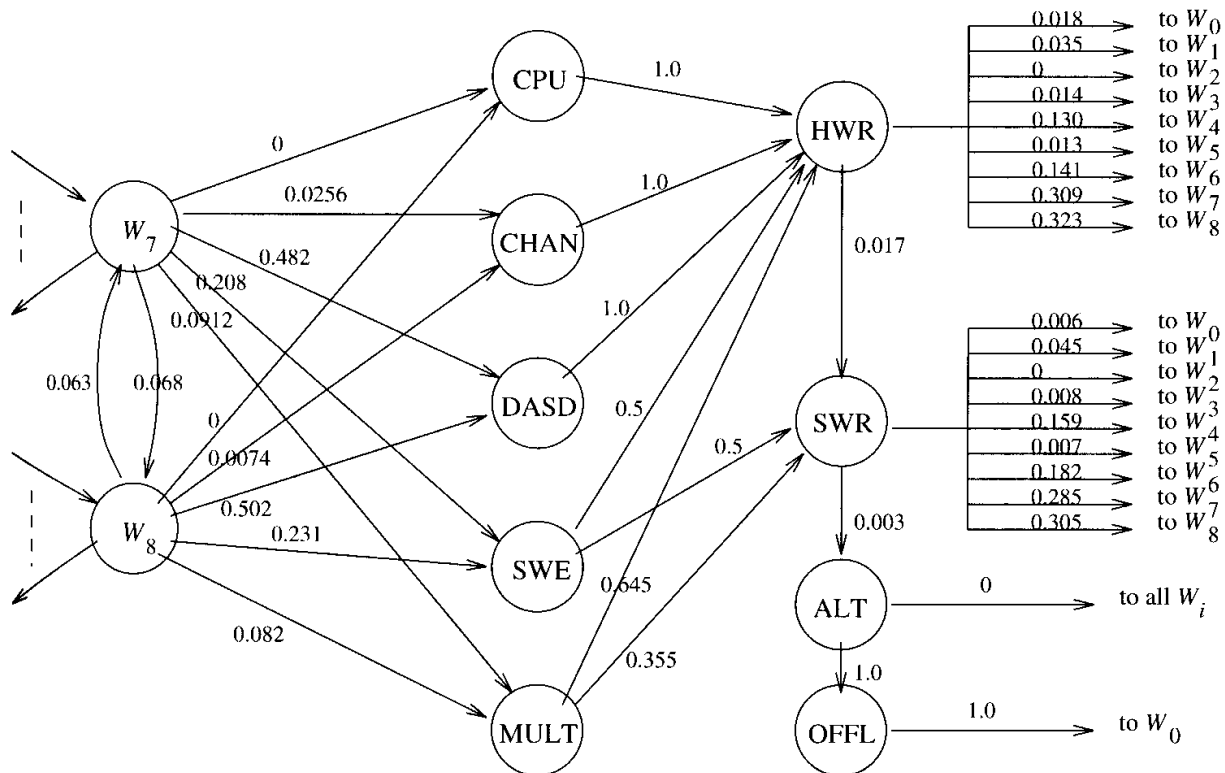 CPU
1.0
HWR
0.018 to W0
0.035 to W1
0 to W2
0.014 to W3
0.130 to W4
0.013 to W5
0.141 to W6
0.309 to W7
0.323 to W8
0
W7
0.0256
CHAN
1.0
0.482
0.208
0.0912
0.017
0.063
0.068
DASD
1.0
0
0.0074
0.502
0.5
0.5
SWR
0.006 to W0
0.045 to W1
0 to W2
0.008 to W3
0.159 to W4
0.007 to W5
0.182 to W6
0.285 to W7
0.305 to W8
W8
0.231
SWE
0.003
0.082
0.645
0.355
ALT
0
to all Wi
1.0
MULT
OFFL
1.0
to W0